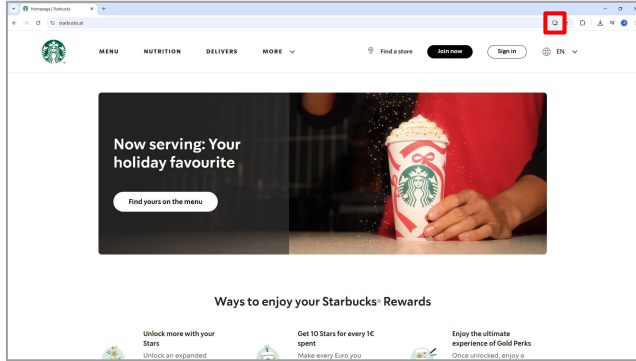 Homepage | Starbucks
starbucks.at
MENU NUTRITION DELIVERS MORE Find a store Join now Sign in EN
Now serving: Your
holiday favourite
Find yours on the menu
Ways to enjoy your Starbucks® Rewards
Unlock more with your
Stars
Unlock an expanded
Get 10 Stars for every 1€
spent
Make every Euro you
Enjoy the ultimate
experience of Gold Perks
Once unlocked, enjoy a